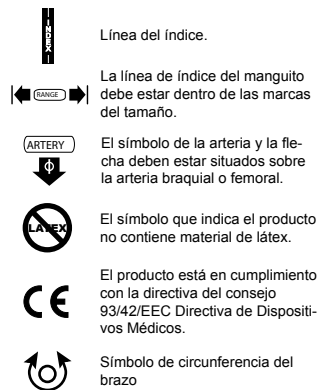 INDEX
Línea del índice.
La línea de índice del manguito
RANGE
debe estar dentro de las marcas
del tamaño.
ARTERY
Φ
El símbolo de la arteria y la fle-
cha deben estar situados sobre
la arteria braquial o femoral.
LATEX
El símbolo que indica el producto
no contiene material de látex.
CE
El producto está en cumplimiento
con la directiva del consejo
93/42/EEC Directiva de Dispositi-
vos Médicos.
Símbolo de circunferencia del
brazo